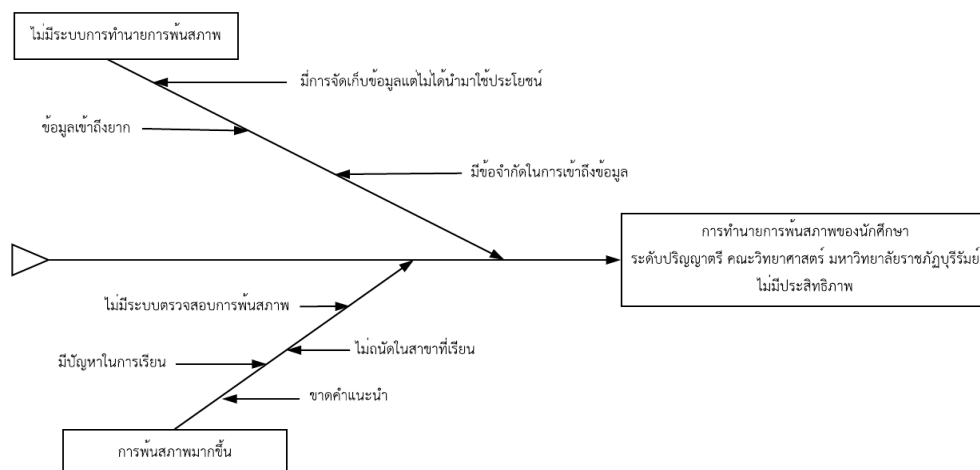 ไม่มีระบบการทำนายการพ้นสภาพ
มี่การจัดเก็บข้อมูลแต่ไม่ได้นำมาใช้ประโยชน์
ข้อมูลเข้าถึงยาก
มีข้อจำกัดในการเข้าถึงข้อมูล
การทำนายการพ้นสภาพของนักศึกษา
ระดับปริญญาตรี คณะวิทยาศาสตร์ มหาวิทยาลัยราชภัฏบุรีรัมย์
ไม่มีประสิทธิภาพ
ไม่มีระบบตรวจสอบการพ้นสภาพ
ไม่ถนัดในสาขาที่เรียน
มีปัญหาในการเรียน
ขาดคำแนะนำ
การพ้นสภาพมากขึ้น